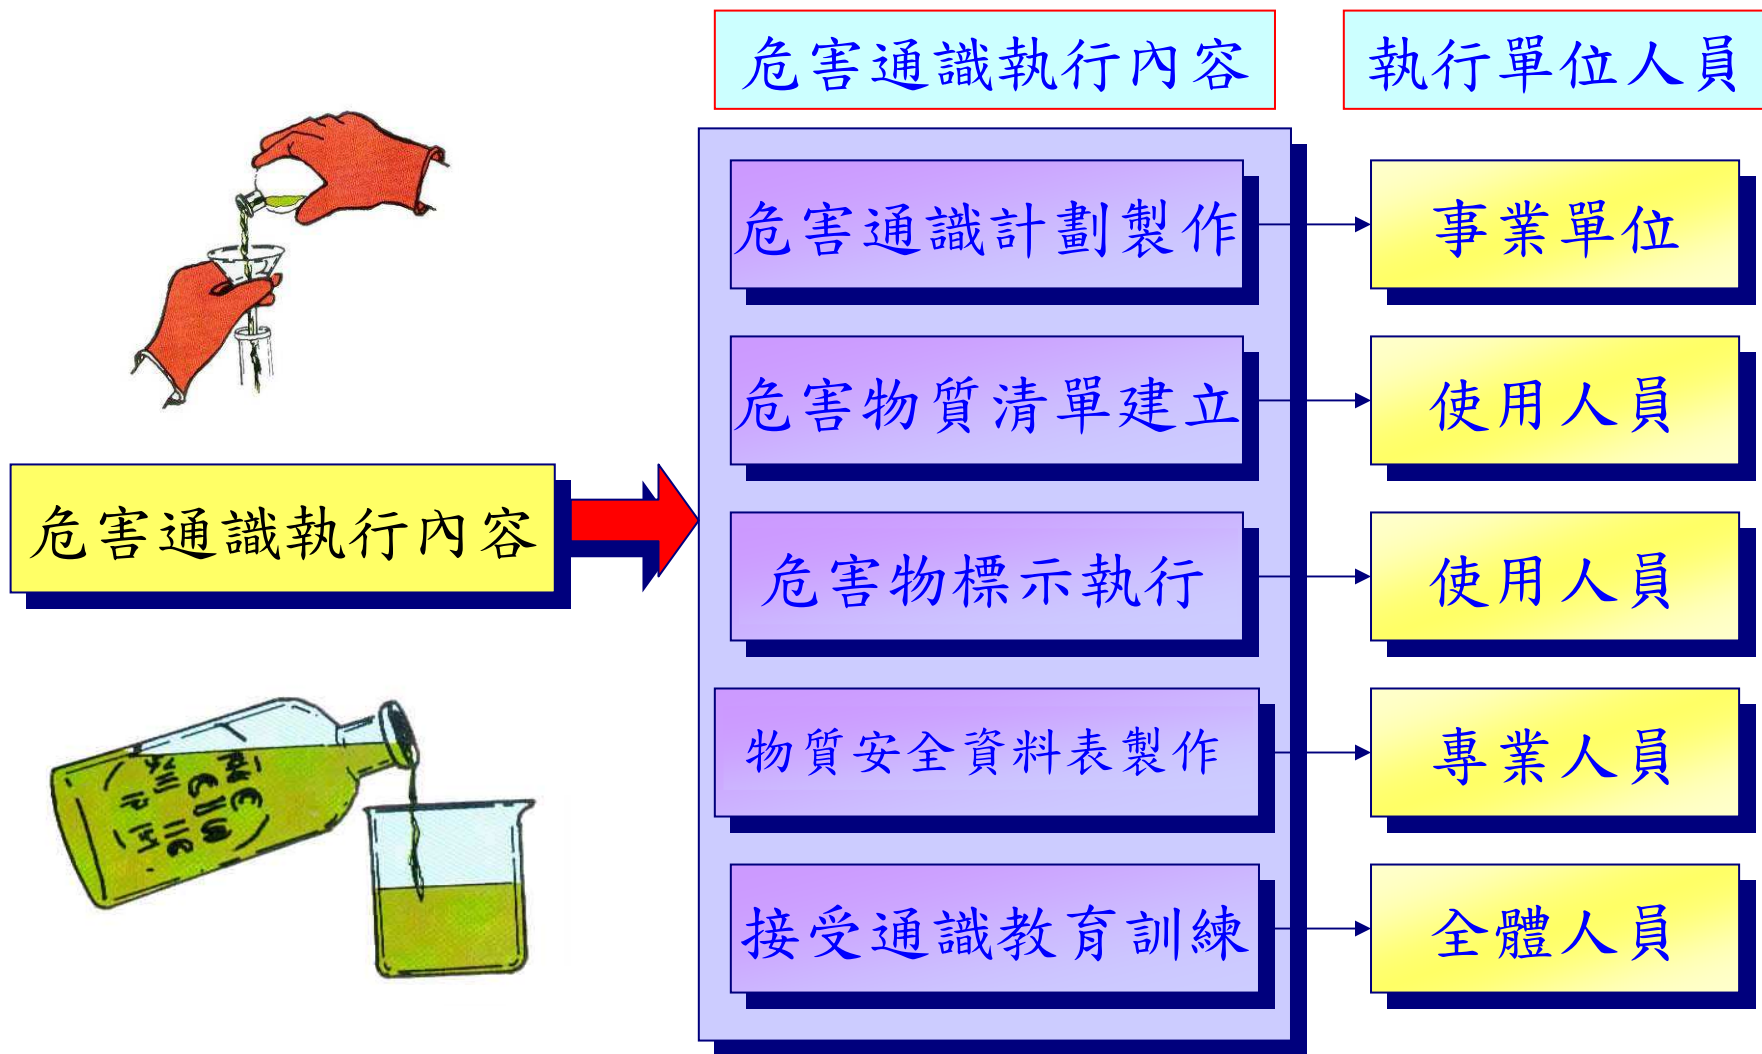 危害通識執行內容
執行單位人員
危害通識計劃製作
事業單位
危害物質清單建立
使用人員
危害通識執行內容
危害物標示執行
使用人員
物質安全資料表製作
專業人員
接受通識教育訓練
全體人員